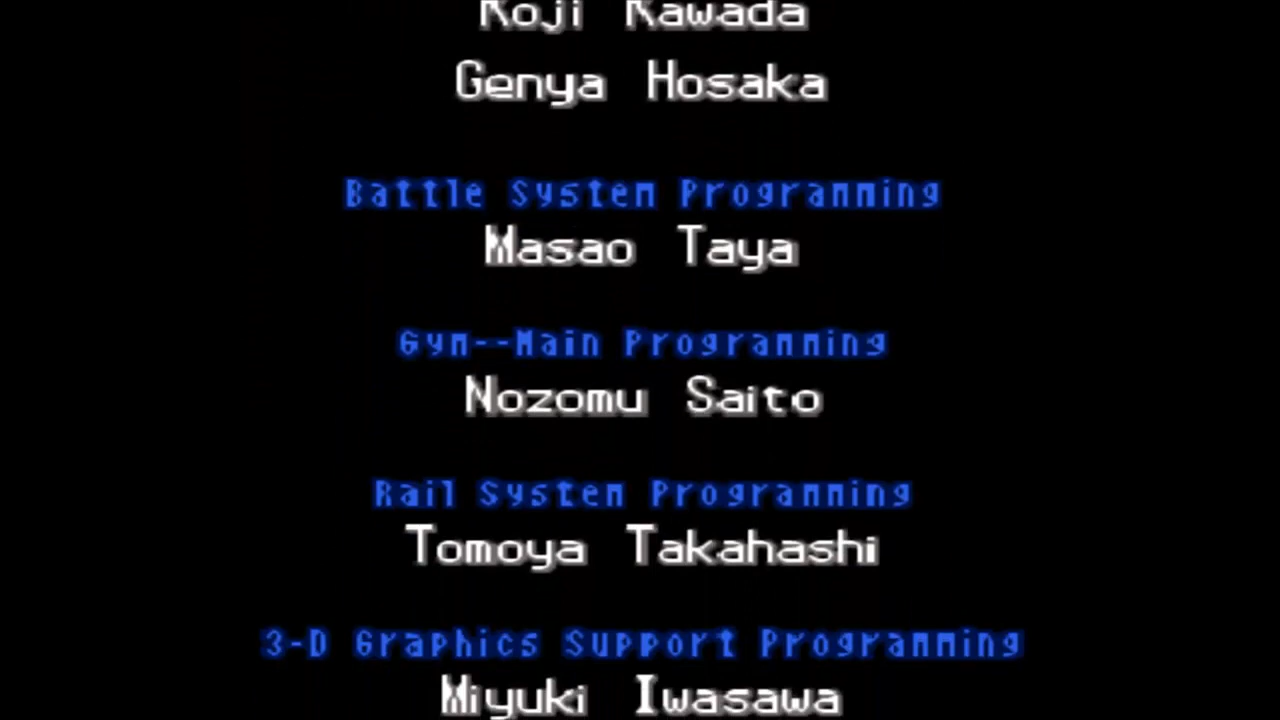 Koji Kawada
Genya Hosaka
Battle System Programming
Masao Taya
Gym--Main Programming
Nozomu Saito
Rail System Programming
Tomoya Takahashi
3-D Graphics Support Programming
Miyuki Iwasawa